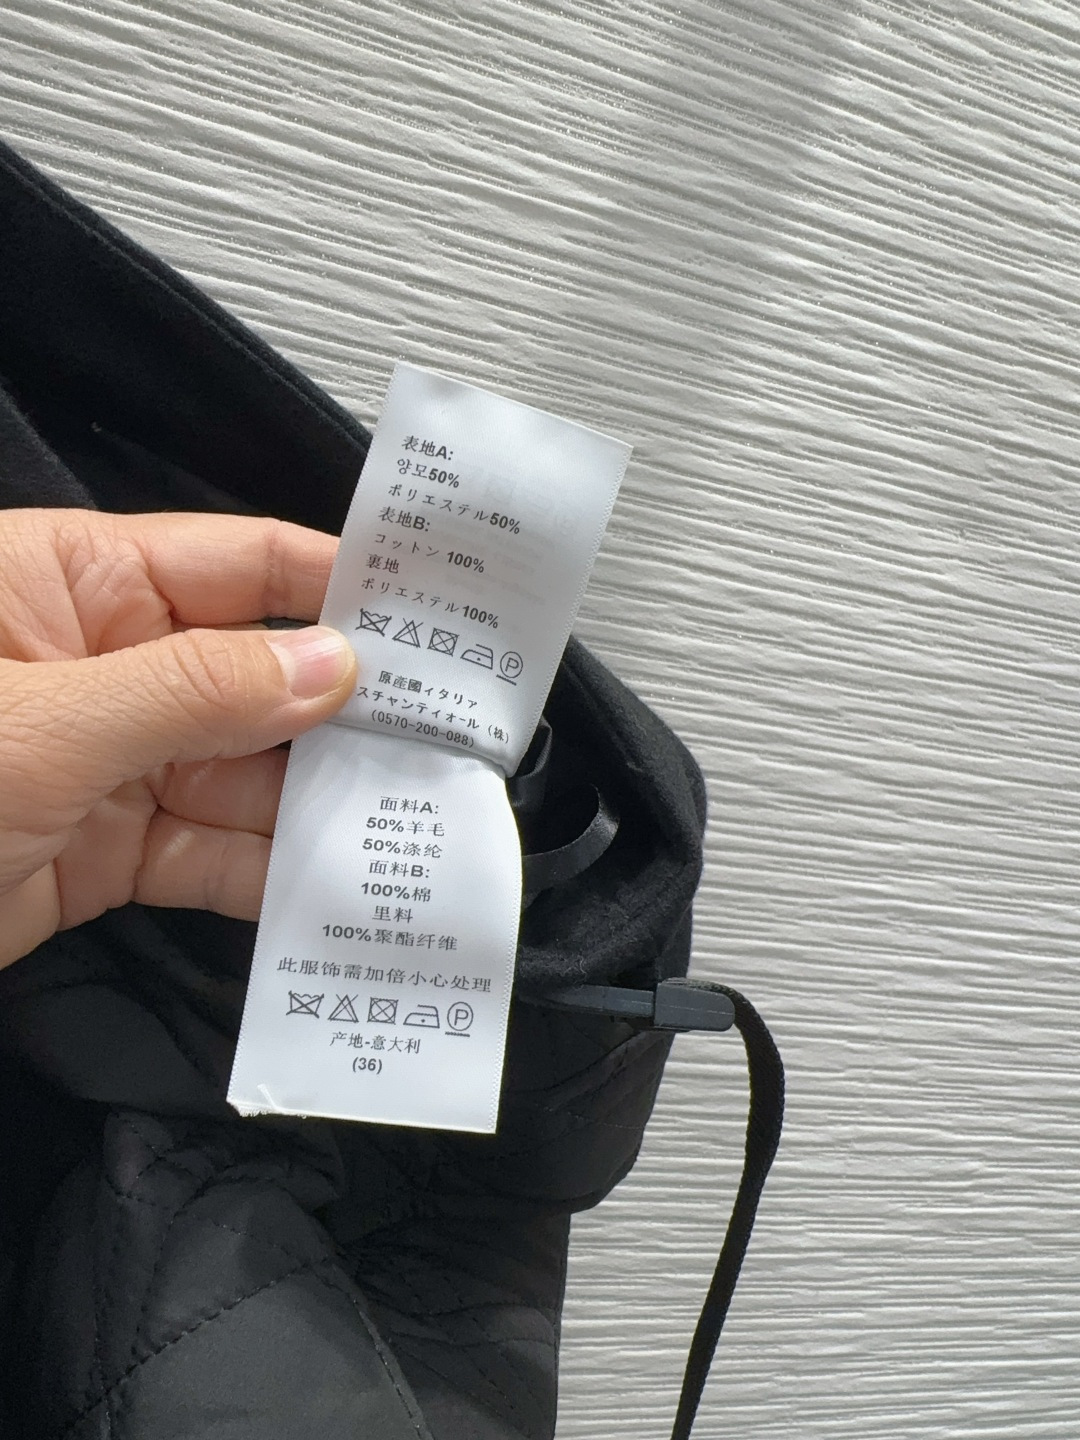 表地A:
양모50%
ポリエステル50%
表地B:
コットン 100%
裏地
ポリエステル100%
P
原産國イタリァ
スチャンティオール（株）
(0570-200-088)
面料A:
50%羊毛
50%涤纶
面料B:
100%棉
里料
100%聚酯纤维
此服饰需加倍小心处理
P
产地-意大利
(36)